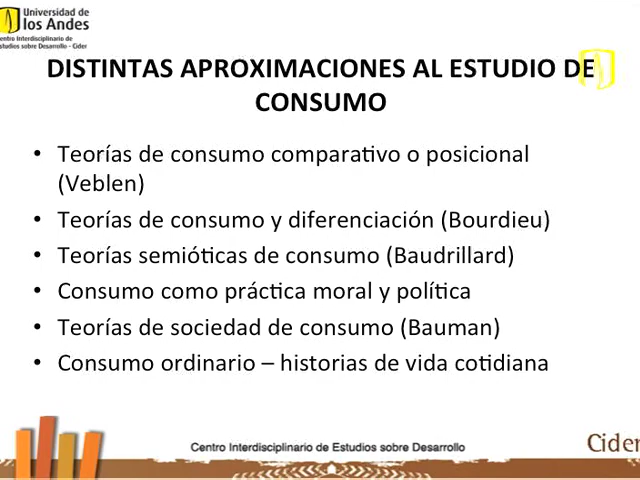 Universidad de
los Andes
Centro Interdisciplinario de
Estudios sobre Desarrollo - Cider
DISTINTAS APROXIMACIONES AL ESTUDIO DE
CONSUMO
• Teorías de consumo comparativo o posicional
(Veblen)
• Teorías de consumo y diferenciación (Bourdieu)
• Teorías semióticas de consumo (Baudrillard)
• Consumo como práctica moral y política
• Teorías de sociedad de consumo (Bauman)
• Consumo ordinario – historias de vida cotidiana
Centro Interdisciplinario de Estudios sobre Desarrollo
Cider